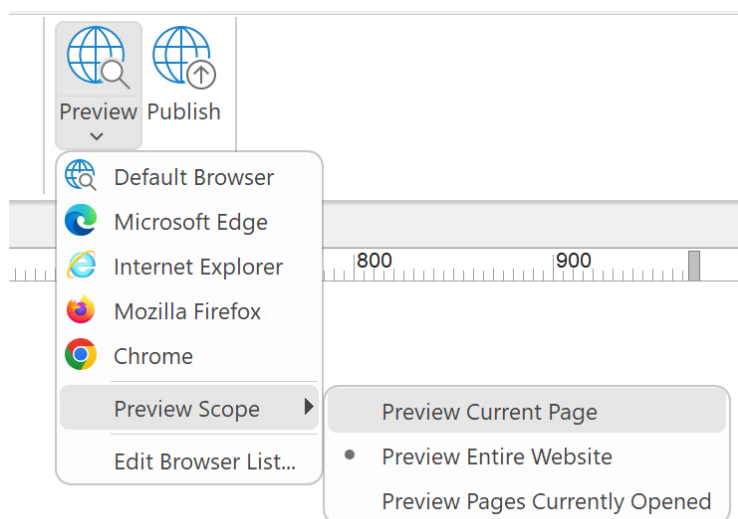 Preview Publish
Default Browser
Microsoft Edge
800 900
Internet Explorer
Mozilla Firefox
Chrome
Preview Scope
Preview Current Page
Preview Entire Website
Edit Browser List...
Preview Pages Currently Opened